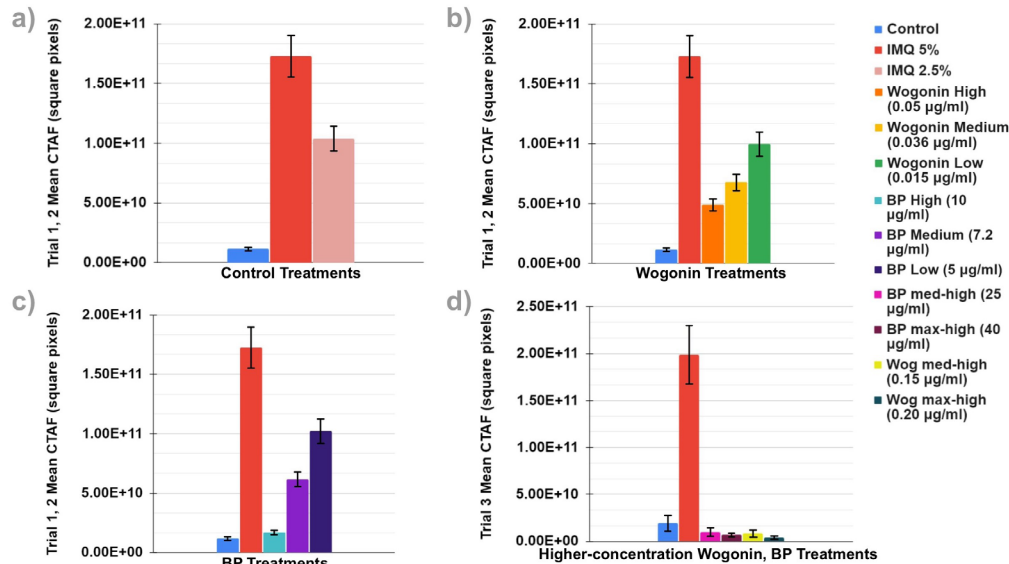 a)
Trial 1, 2 Mean CTAF (square pixels)
2.00E+11
1.50E+11
1.00E+11
5.00E+10
0.00E+00
Control Treatments
b)
Trial 1, 2 Mean CTAF (square pixels)
2.00E+11
1.50E+11
1.00E+11
5.00E+10
0.00E+00
Wogonin Treatments
Control
IMQ 5%
IMQ 2.5%
Wogonin High
(0.05 µg/ml)
Wogonin Medium
(0.036 µg/ml)
Wogonin Low
(0.015 µg/ml)
BP High (10
µg/ml)
BP Medium (7.2
µg/ml)
BP Low (5 µg/ml)
BP med-high (25
µg/ml)
BP max-high (40
µg/ml)
Wog med-high
(0.15 µg/ml)
Wog max-high
(0.20 µg/ml)
c)
Trial 1, 2 Mean CTAF (square pixels)
2.00E+11
1.50E+11
1.00E+11
5.00E+10
0.00E+00
BP Treatments
d)
Trial 3 Mean CTAF (square pixels)
2.50E+11
2.00E+11
1.50E+11
1.00E+11
5.00E+10
0.00E+00
Higher-concentration Wogonin, BP Treatments